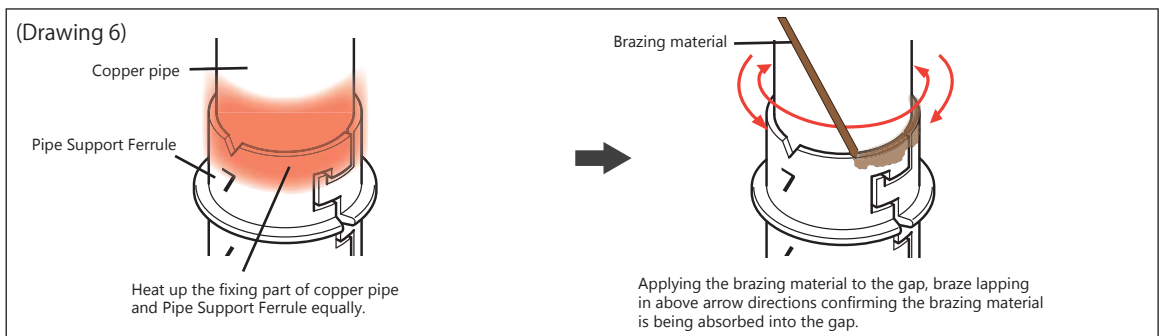 (Drawing 6)
Copper pipe
Pipe Support Ferrule
Heat up the fixing part of copper pipe
and Pipe Support Ferrule equally.
Brazing material
Applying the brazing material to the gap, braze lapping
in above arrow directions confirming the brazing material
is being absorbed into the gap.